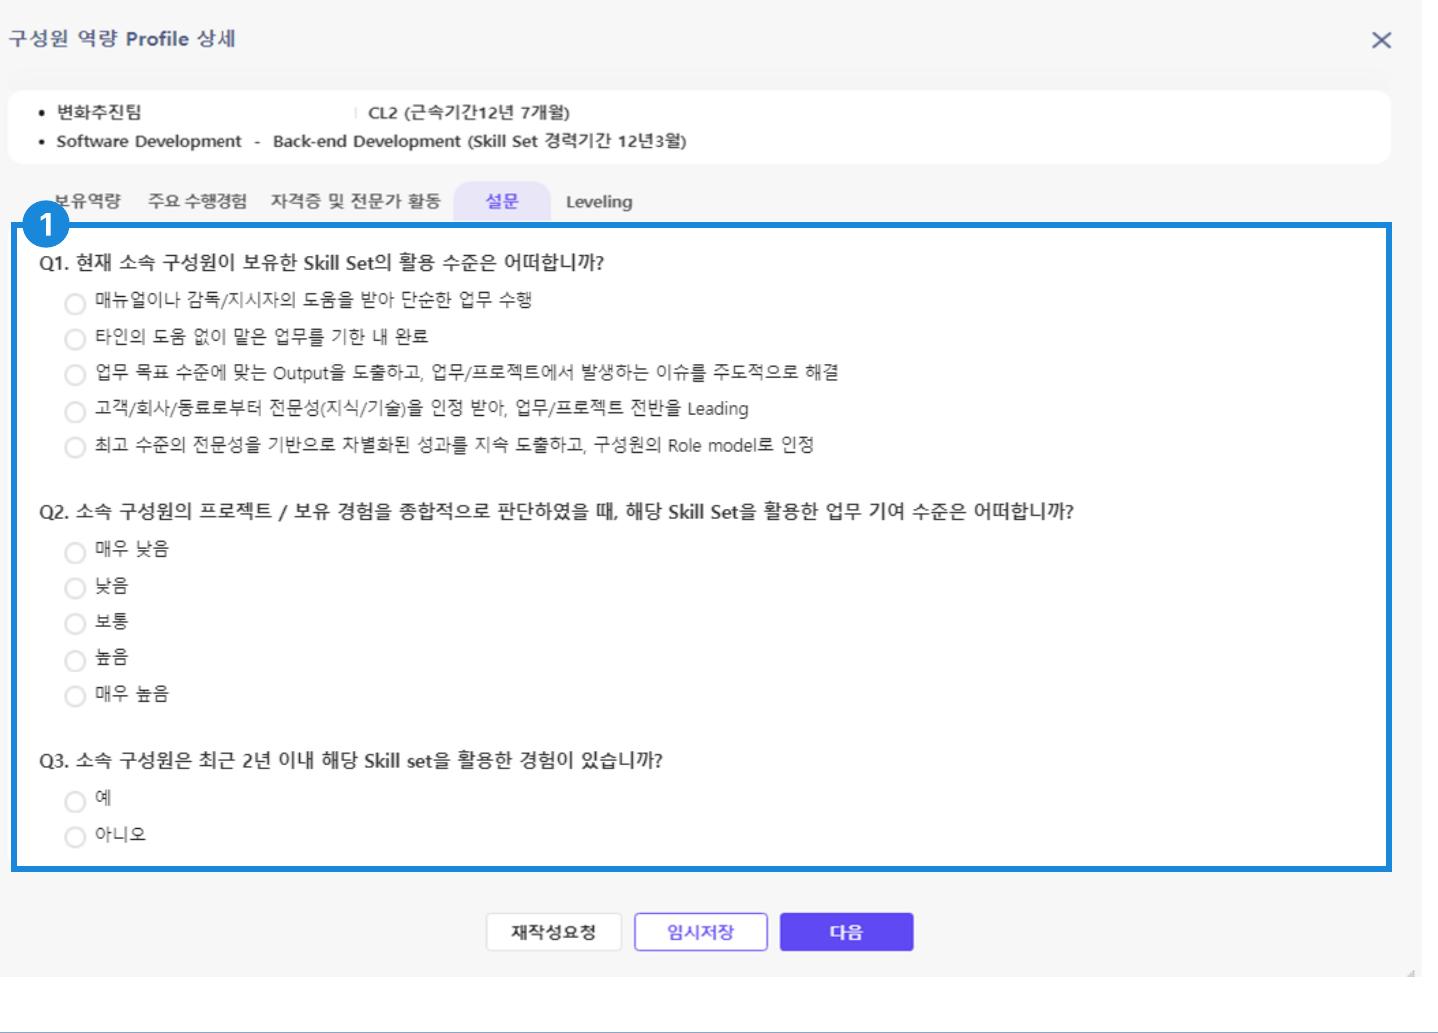 구성원 역량 Profile 상세
• 변화추진팀 | CL2 (근속기간12년 7개월)
• Software Development - Back-end Development (Skill Set 경력기간 12년3월)
보유역량 주요 수행경험 자격증 및 전문가 활동 설문 Leveling
1
Q1. 현재 소속 구성원이 보유한 Skill Set의 활용 수준은 어떠합니까?
매뉴얼이나 감독/지시자의 도움을 받아 단순한 업무 수행
타인의 도움 없이 맡은 업무를 기한 내 완료
업무 목표 수준에 맞는 Output을 도출하고, 업무/프로젝트에서 발생하는 이슈를 주도적으로 해결
고객/회사/동료로부터 전문성(지식/기술)을 인정 받아, 업무/프로젝트 전반을 Leading
최고 수준의 전문성을 기반으로 차별화된 성과를 지속 도출하고, 구성원의 Role model로 인정
Q2. 소속 구성원의 프로젝트 / 보유 경험을 종합적으로 판단하였을 때, 해당 Skill Set을 활용한 업무 기여 수준은 어떠합니까?
매우 낮음
낮음
보통
높음
매우 높음
Q3. 소속 구성원은 최근 2년 이내 해당 Skill set을 활용한 경험이 있습니까?
예
아니오
재작성요청 임시저장 다음